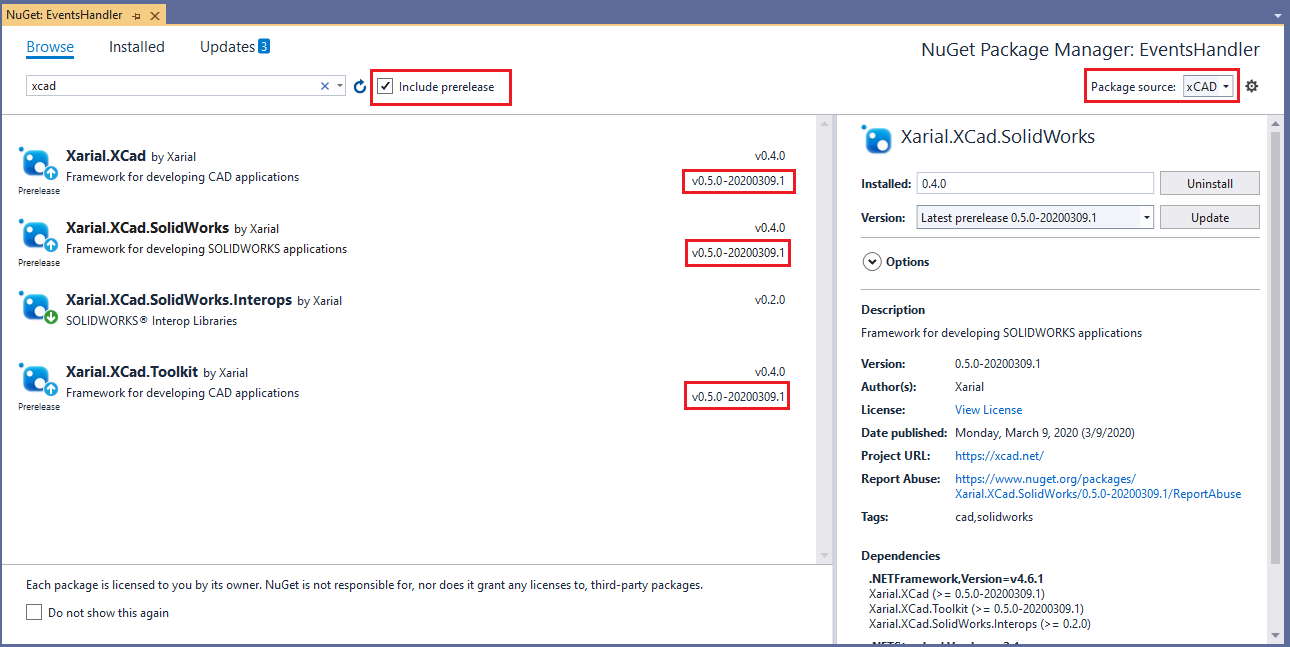 NuGet: EventsHandler
Browse Installed Updates 3
NuGet Package Manager: EventsHandler
xcad
Include prerelease
Package source: xCAD
Xarial.XCad by Xarial
v0.4.0
Framework for developing CAD applications
v0.5.0-20200309.1
Prerelease
Xarial.XCad.SolidWorks by Xarial
v0.4.0
Framework for developing SOLIDWORKS applications
v0.5.0-20200309.1
Prerelease
Xarial.XCad.SolidWorks.Interops by Xarial
v0.2.0
SOLIDWORKS® Interop Libraries
Xarial.XCad.Toolkit by Xarial
v0.4.0
Framework for developing CAD applications
v0.5.0-20200309.1
Prerelease
Each package is licensed to you by its owner. NuGet is not responsible for, nor does it grant any licenses to, third-party packages.
Do not show this again
Xarial.XCad.SolidWorks
Installed: 0.4.0 Uninstall
Version: Latest prerelease 0.5.0-20200309.1 Update
Options
Description
Framework for developing SOLIDWORKS applications
Version: 0.5.0-20200309.1
Author(s): Xarial
License: View License
Date published: Monday, March 9, 2020 (3/9/2020)
Project URL: https://xcad.net/
Report Abuse: https://www.nuget.org/packages/
Xarial.XCad.SolidWorks/0.5.0-20200309.1/ReportAbuse
Tags: cad,solidworks
Dependencies
.NETFramework,Version=v4.6.1
Xarial.XCad (>= 0.5.0-20200309.1)
Xarial.XCad.Toolkit (>= 0.5.0-20200309.1)
Xarial.XCad.SolidWorks.Interops (>= 0.2.0)